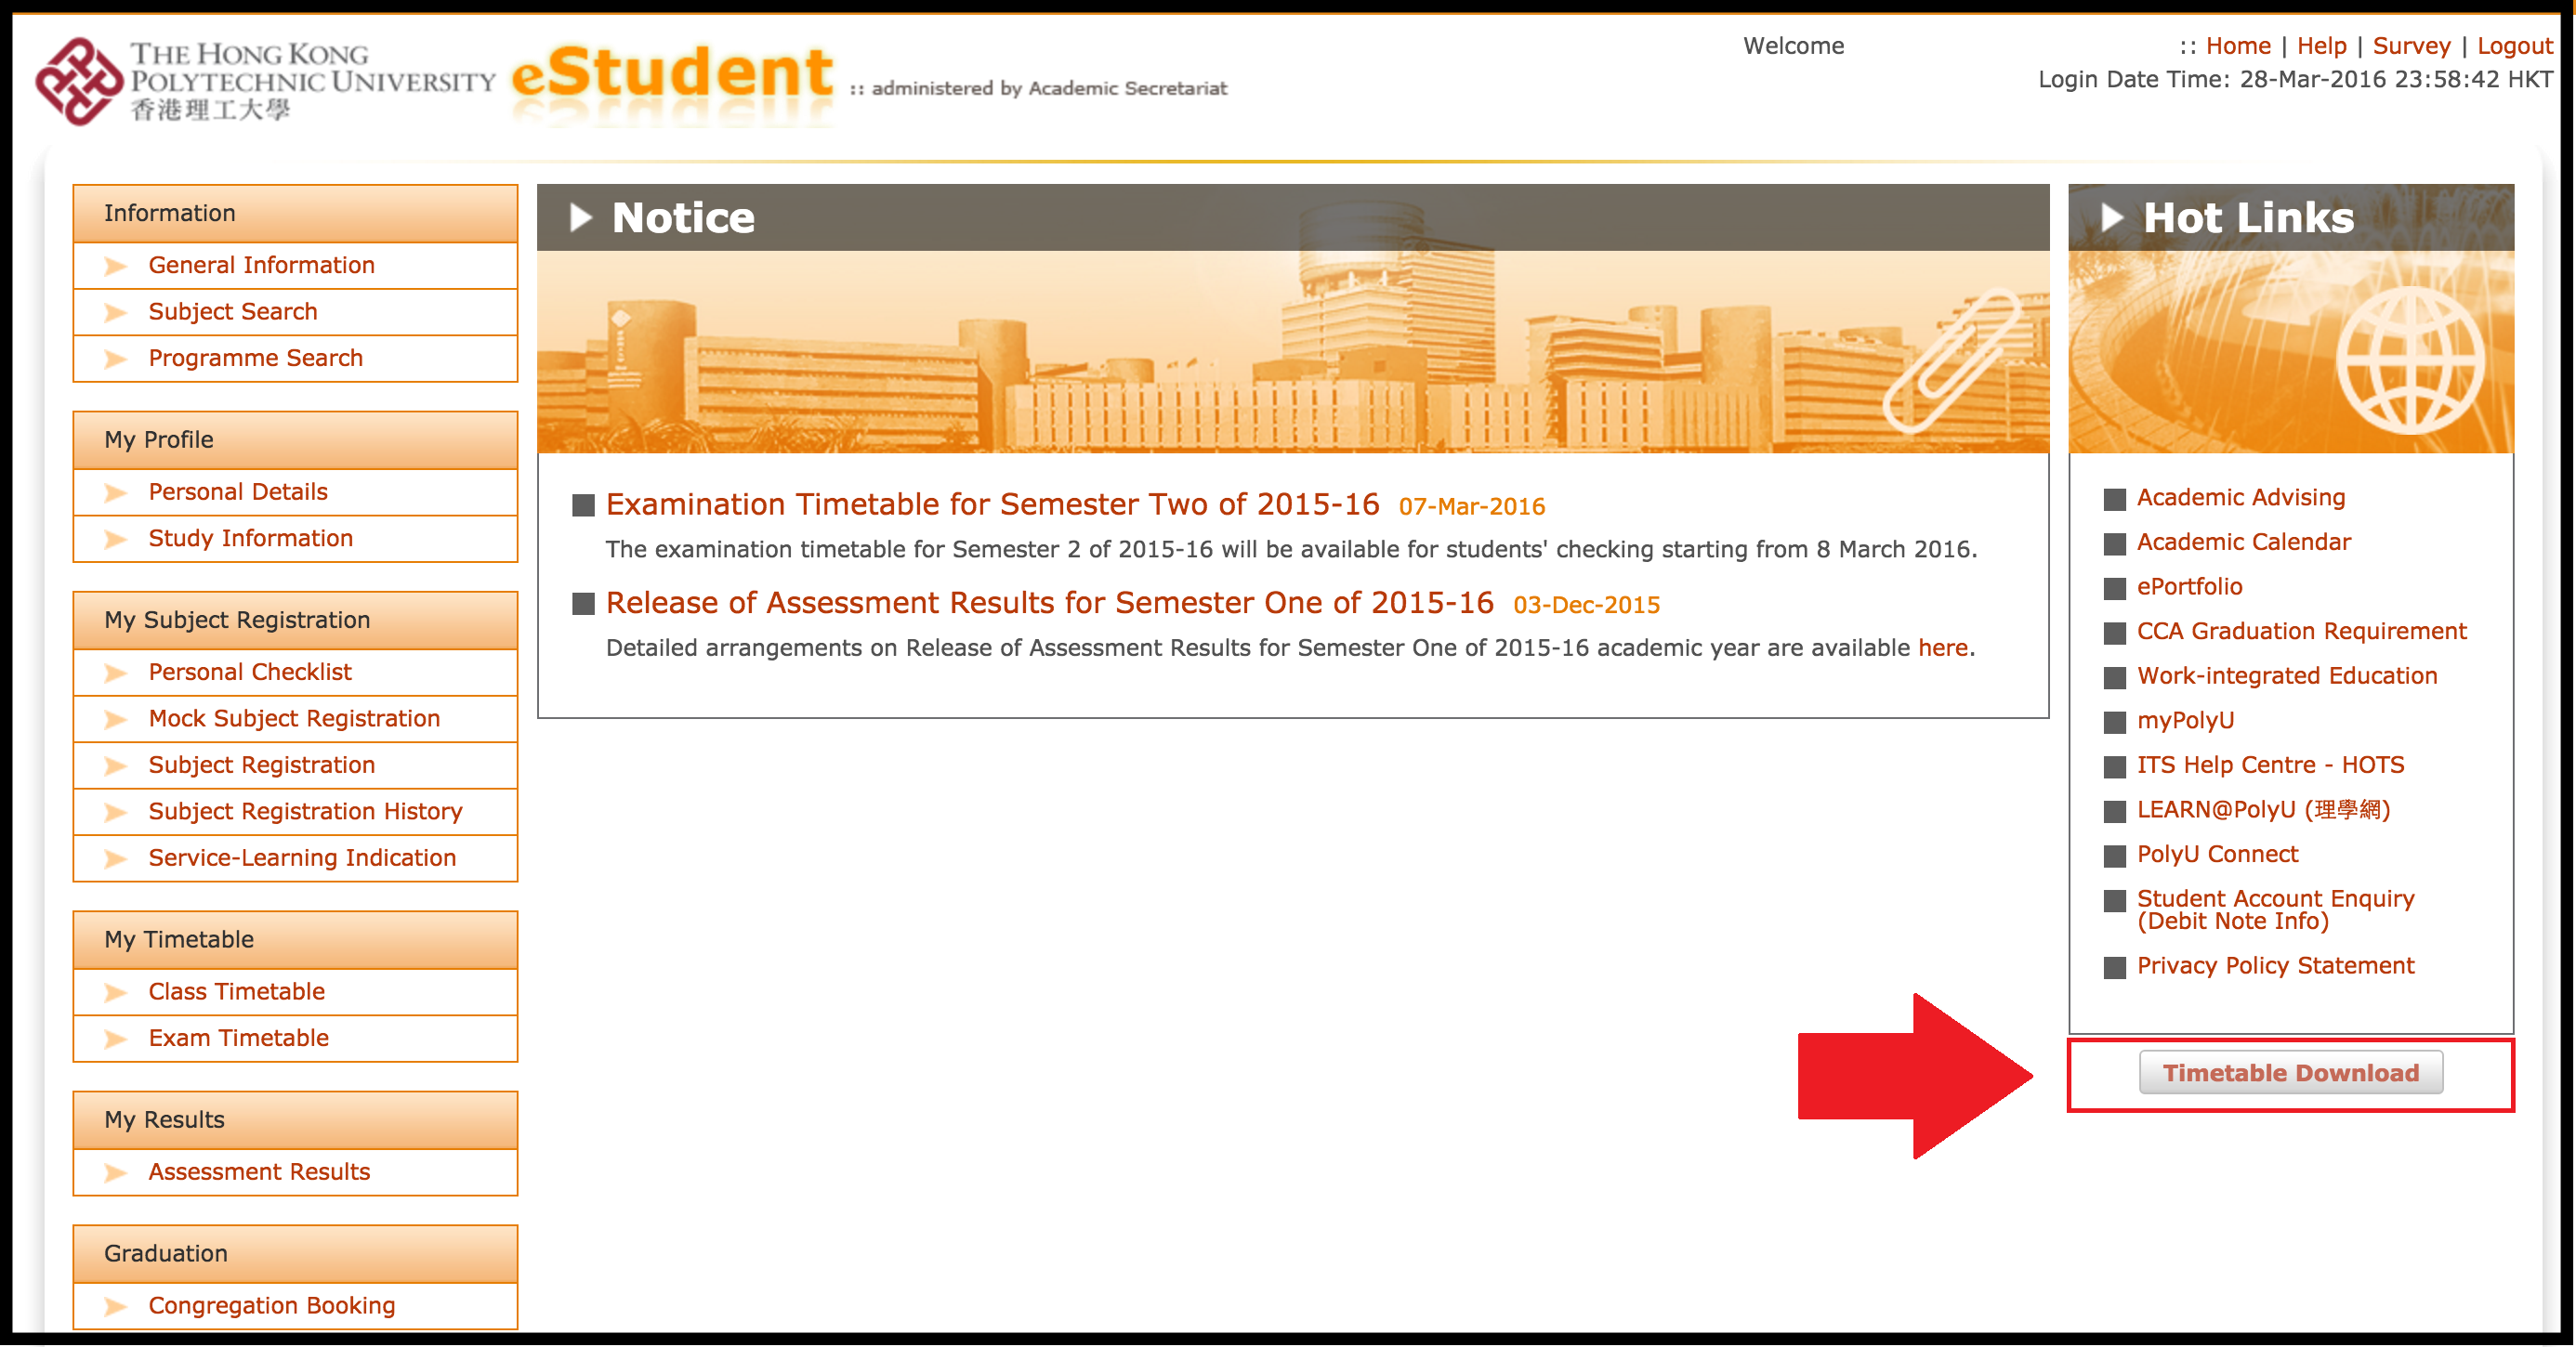 THE HONG KONG
POLYTECHNIC UNIVERSITY
香港理工大學
eStudent :: administered by Academic Secretariat
Welcome
:: Home | Help | Survey | Logout
Login Date Time: 28-Mar-2016 23:58:42 HKT
Information
General Information
Subject Search
Programme Search
My Profile
Personal Details
Study Information
My Subject Registration
Personal Checklist
Mock Subject Registration
Subject Registration
Subject Registration History
Service-Learning Indication
My Timetable
Class Timetable
Exam Timetable
My Results
Assessment Results
Graduation
Congregation Booking
Notice
Examination Timetable for Semester Two of 2015-16 07-Mar-2016
The examination timetable for Semester 2 of 2015-16 will be available for students' checking starting from 8 March 2016.
Release of Assessment Results for Semester One of 2015-16 03-Dec-2015
Detailed arrangements on Release of Assessment Results for Semester One of 2015-16 academic year are available here.
Hot Links
Academic Advising
Academic Calendar
ePortfolio
CCA Graduation Requirement
Work-integrated Education
myPolyU
ITS Help Centre - HOTS
LEARN@PolyU (理學網)
PolyU Connect
Student Account Enquiry
(Debit Note Info)
Privacy Policy Statement
Timetable Download